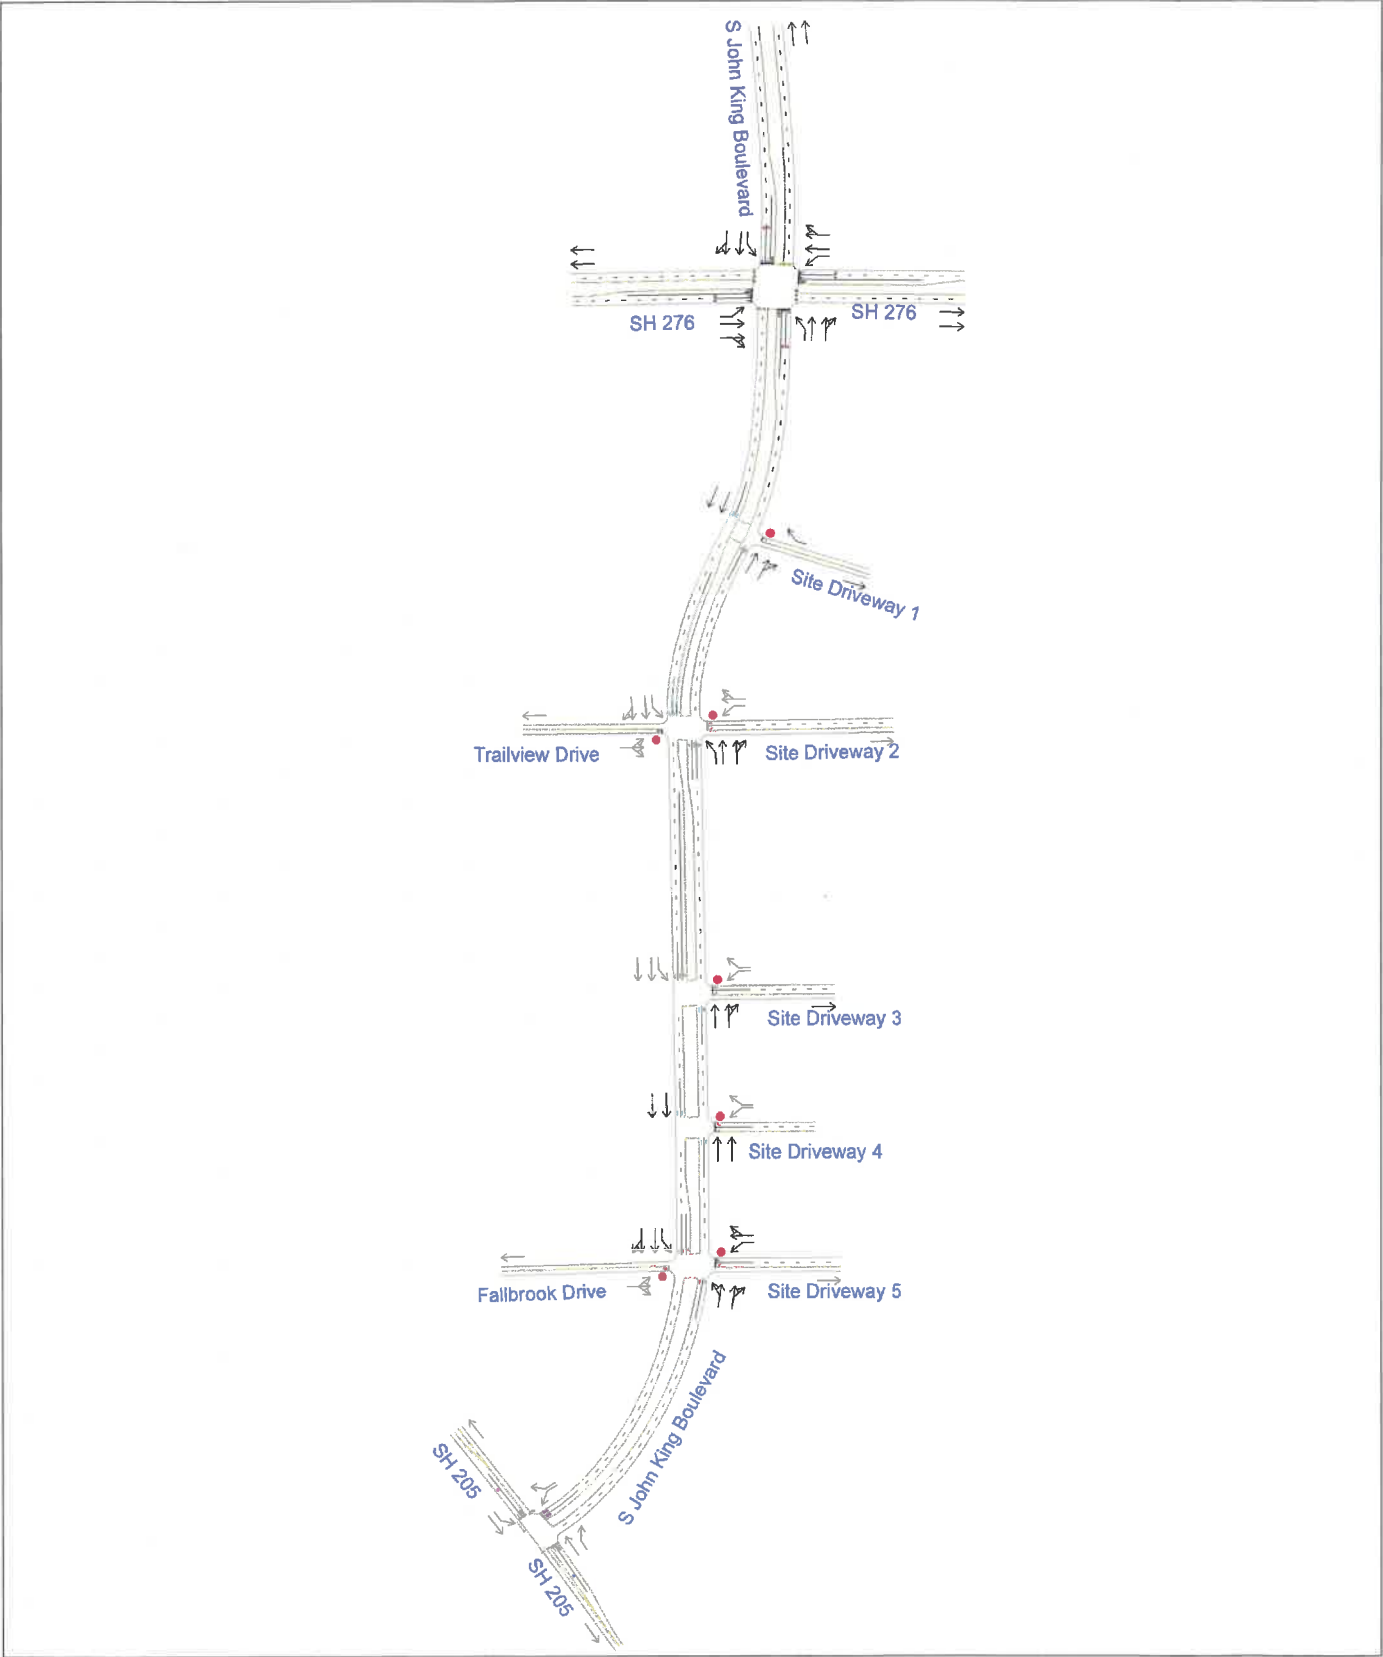 S John King Boulevard
SH 276
SH 276
Site Driveway 1
Trailview Drive
Site Driveway 2
Site Driveway 3
Site Driveway 4
Fallbrook Drive
Site Driveway 5
S John King Boulevard
SH 205
SH 205